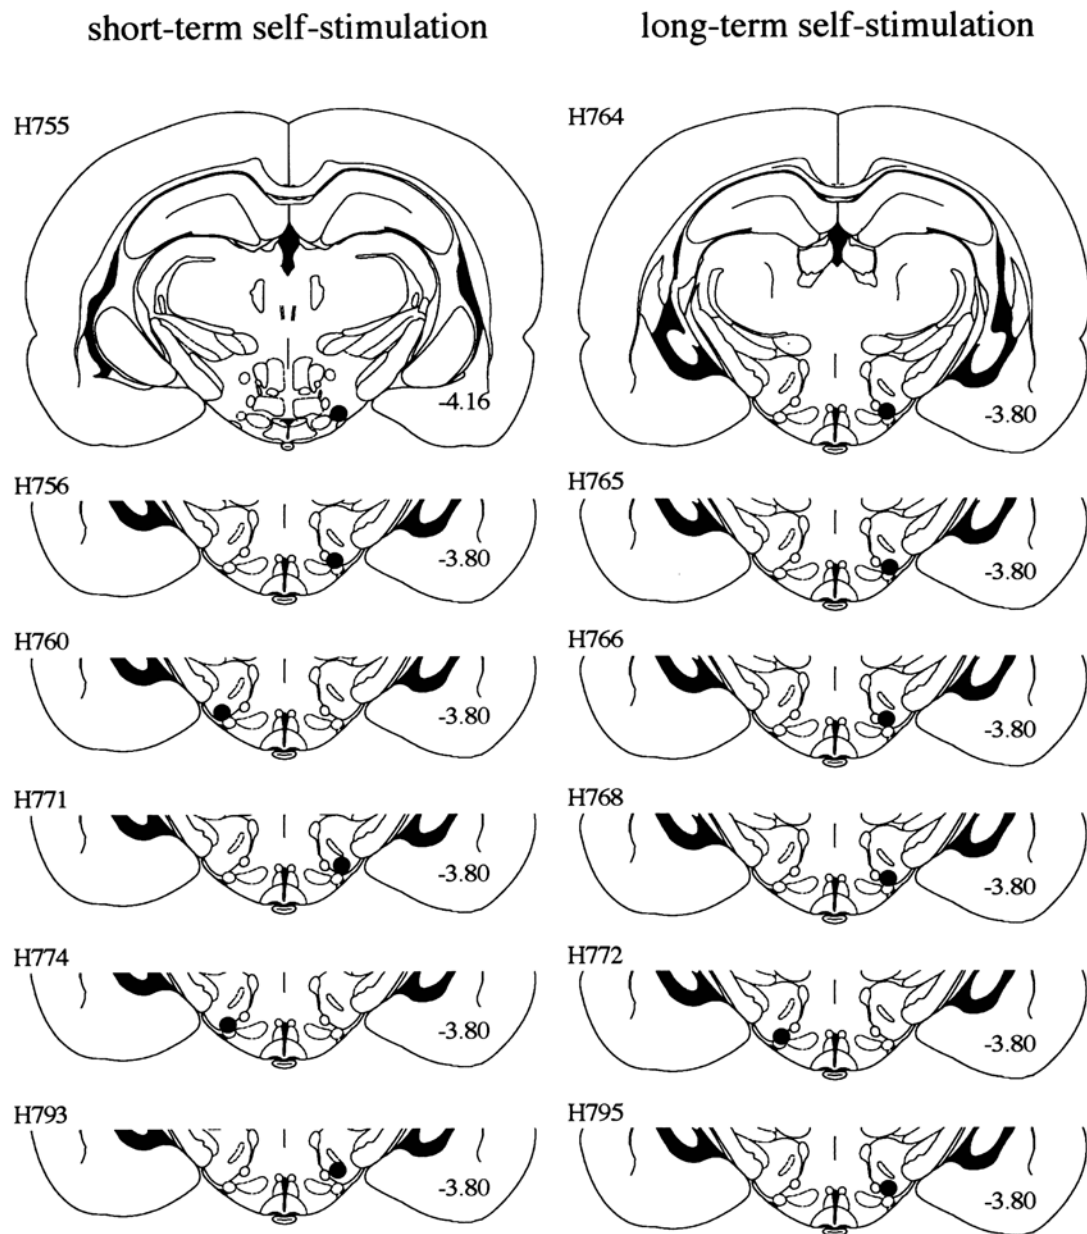 short-term self-stimulation
long-term self-stimulation
H755
H764
-4.16
-3.80
H756
H765
-3.80
-3.80
H760
H766
-3.80
-3.80
H771
H768
-3.80
-3.80
H774
H772
-3.80
-3.80
H793
H795
-3.80
-3.80